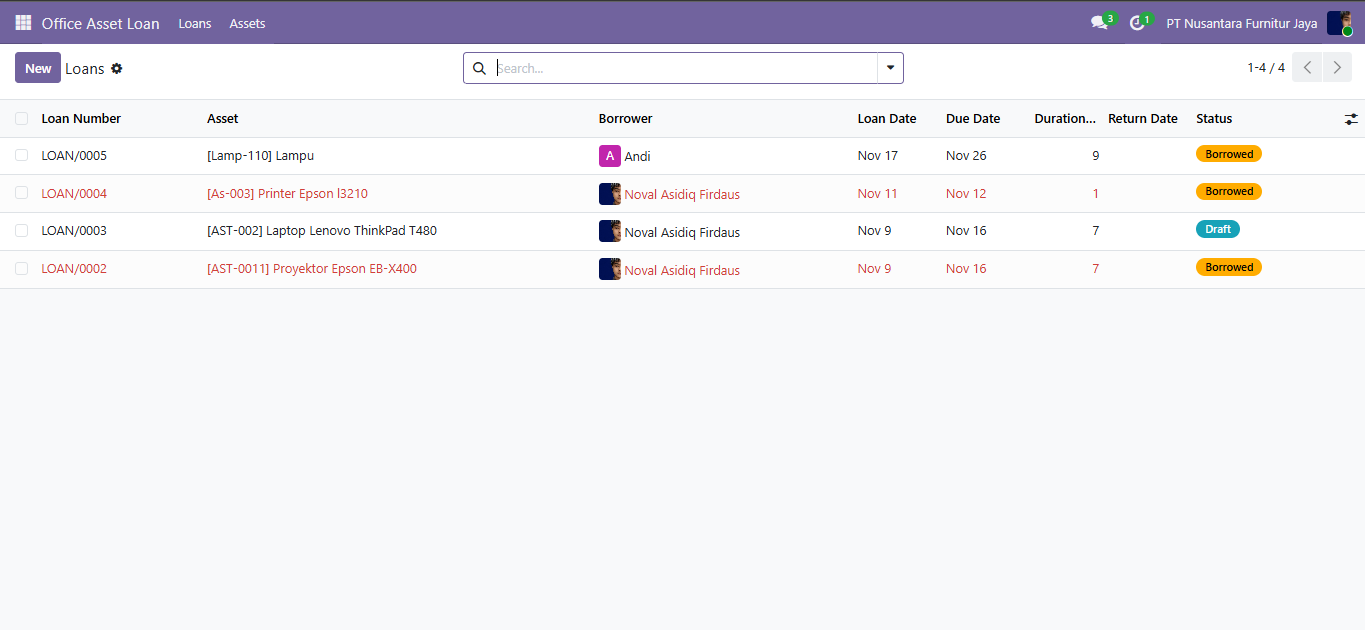 Office Asset Loan Loans Assets 3 1 PT Nusantara Furnitur Jaya
New Loans Search... 1-4 / 4
Loan Number Asset Borrower Loan Date Due Date Duration... Return Date Status
LOAN/0005 [Lamp-110] Lampu A Andi Nov 17 Nov 26 9 Borrowed
LOAN/0004 [As-003] Printer Epson l3210 Noval Asidiq Firdaus Nov 11 Nov 12 1 Borrowed
LOAN/0003 [AST-002] Laptop Lenovo ThinkPad T480 Noval Asidiq Firdaus Nov 9 Nov 16 7 Draft
LOAN/0002 [AST-0011] Proyektor Epson EB-X400 Noval Asidiq Firdaus Nov 9 Nov 16 7 Borrowed